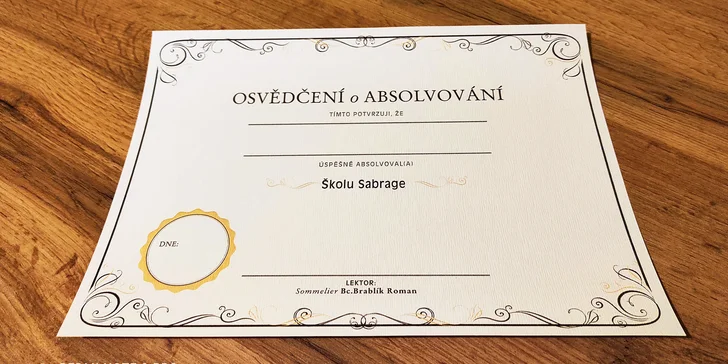 OSVĚDČENÍ o ABSOLVOVÁNÍ
TÍMTO POTVRZUJI, ŽE
ÚSPĚŠNĚ ABSOLVOVAL(A)
Školu Sabrage
DNE:
LEKTOR:
Sommelier Bc.Brablík Roman